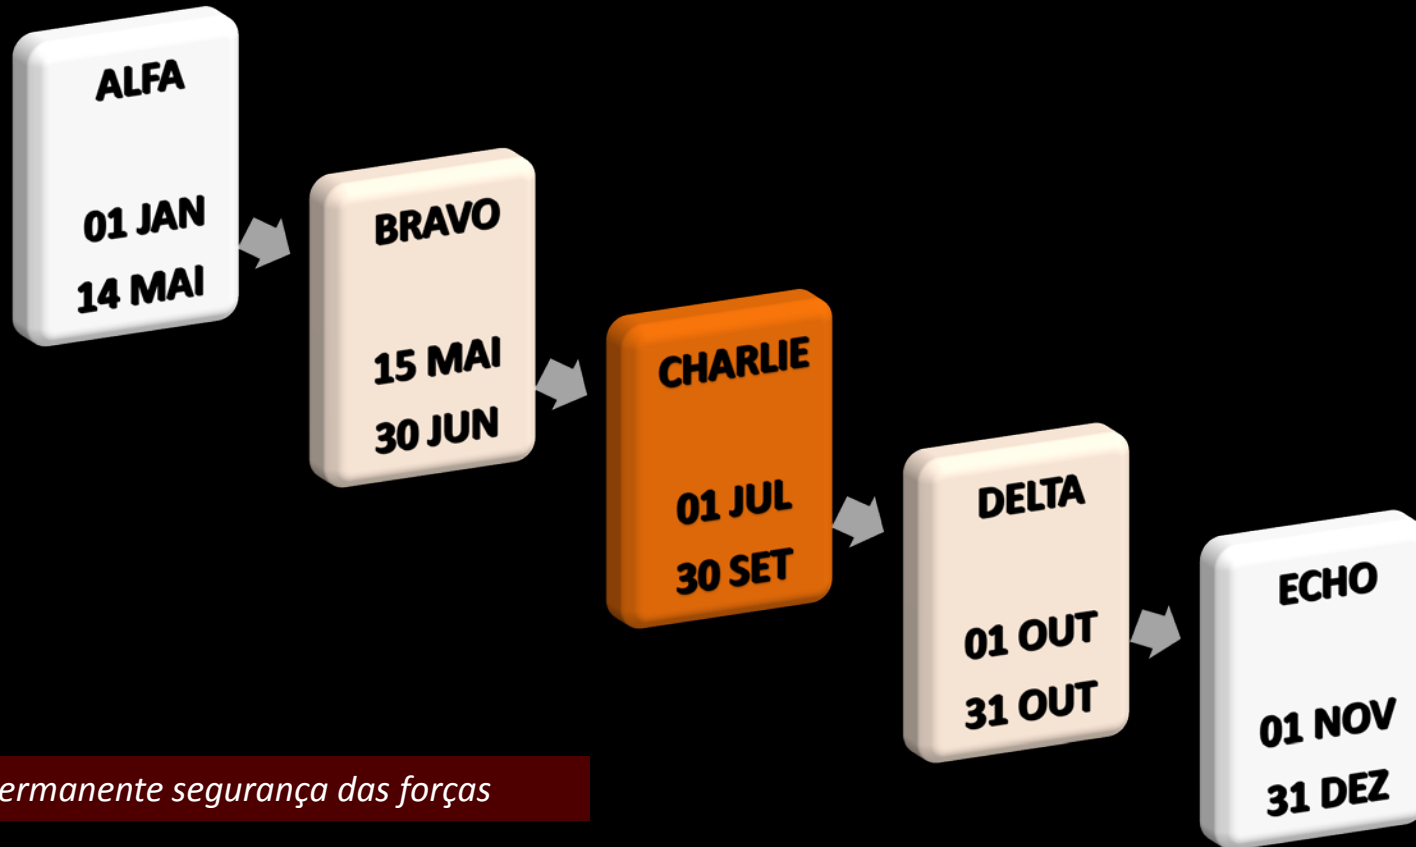 ALFA
01 JAN
14 MAI
BRAVO
15 MAI
30 JUN
CHARLIE
01 JUL
30 SET
DELTA
01 OUT
31 OUT
ECHO
01 NOV
31 DEZ
ermanente segurança das forças